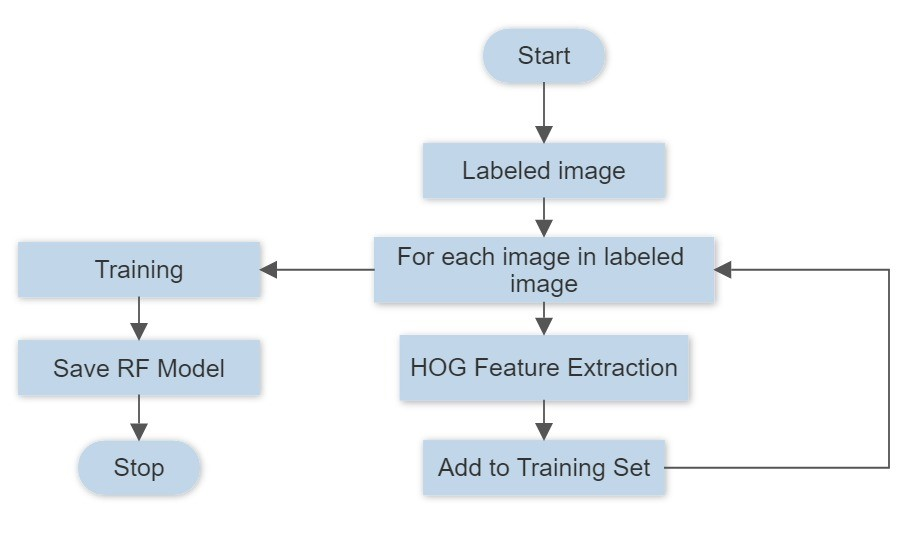 Start
Labeled image
For each image in labeled
image
Training
HOG Feature Extraction
Save RF Model
Add to Training Set
Stop